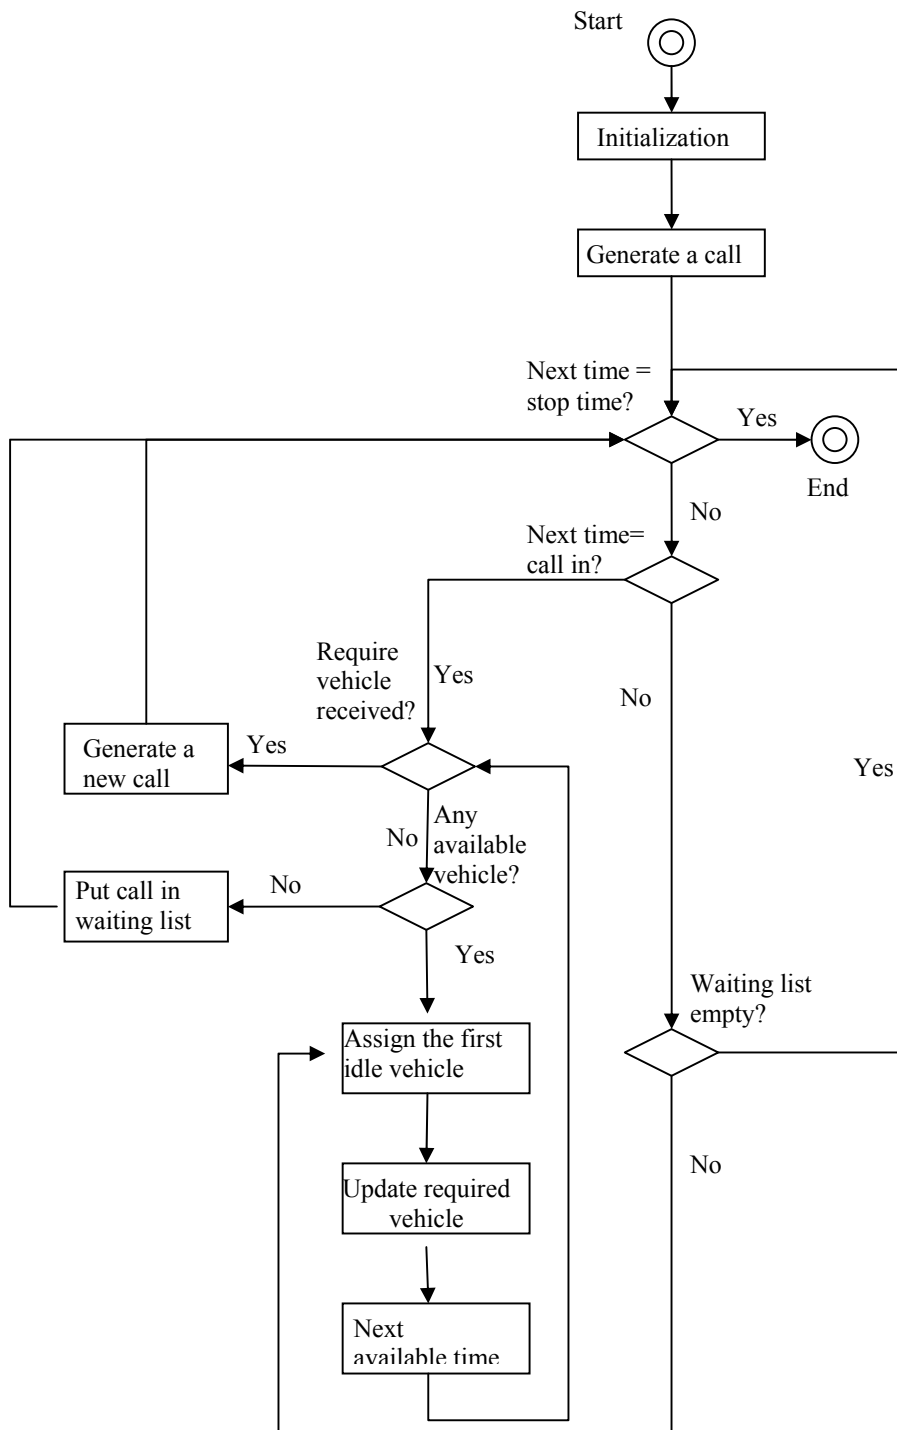 Start
Initialization
Generate a call
Next time =
stop time?
Yes
End
No
Next time=
call in?
Require
vehicle
received?
Yes
No
Generate a
new call
Yes
Yes
Any
available
vehicle?
No
Put call in
waiting list
No
Yes
Waiting list
empty?
Assign the first
idle vehicle
No
Update required
vehicle
Next
available time